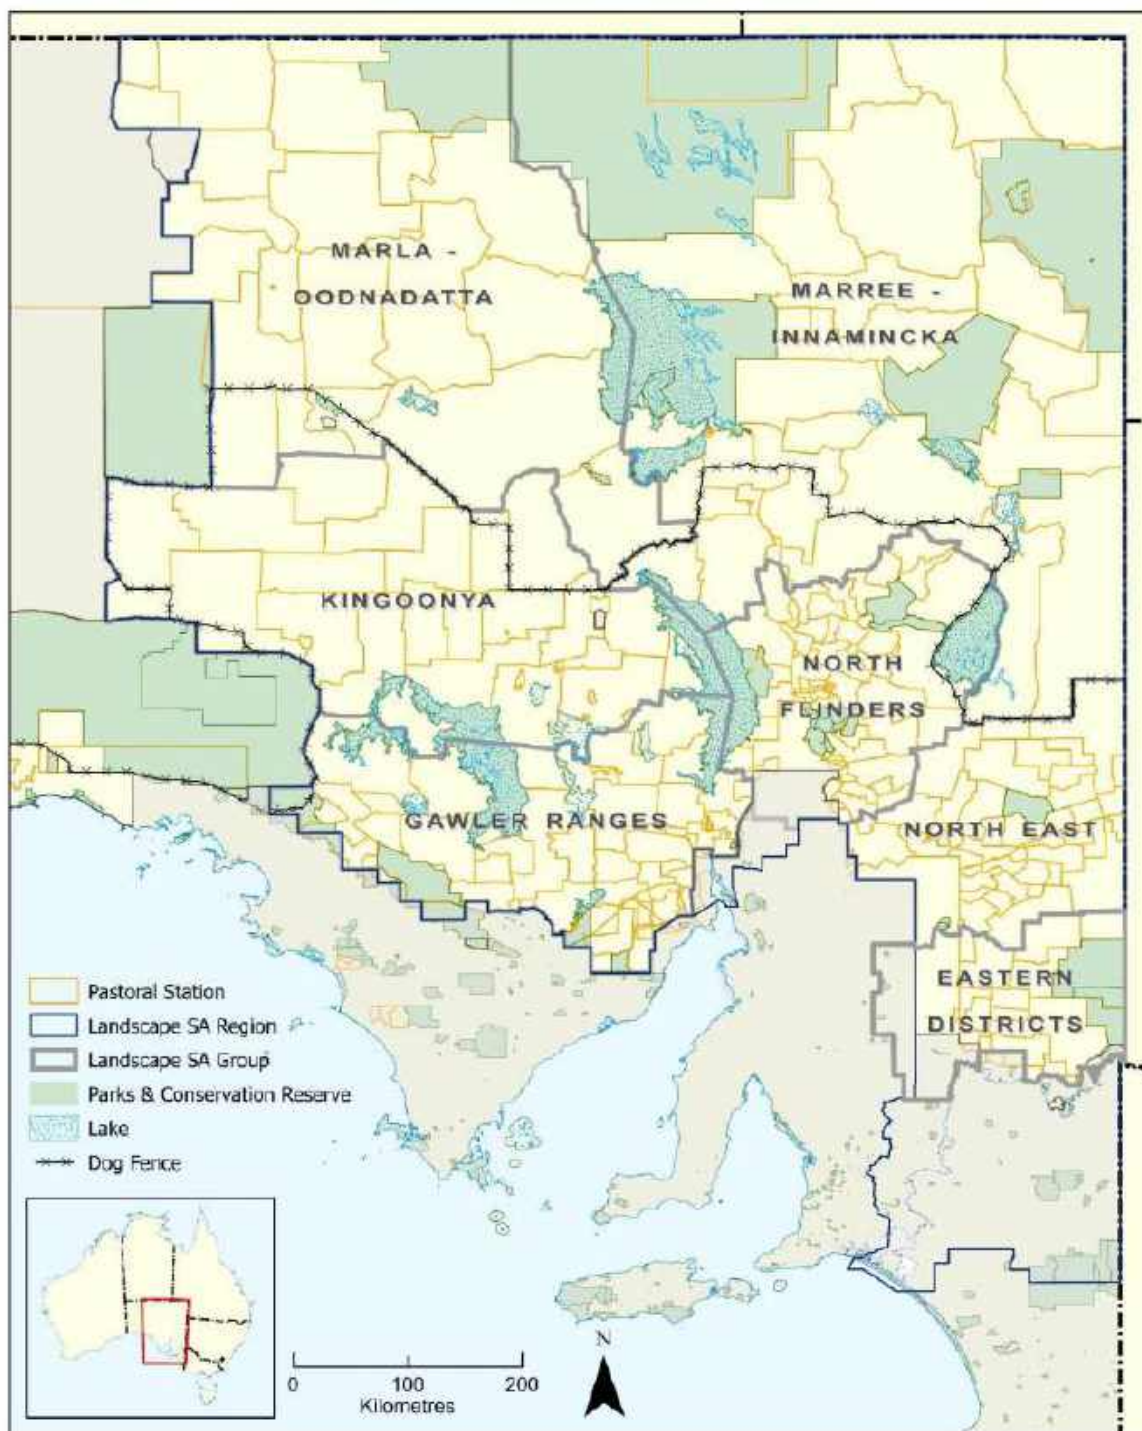 MARLA -
OODNADATTA
MARREE -
INNAMINCKA
KINGOONYA
NORTH
FLINDERS
GAWLER RANGES
NORTH EAST
EASTERN
DISTRICTS
Pastoral Station
Landscape SA Region
Landscape SA Group
Parks & Conservation Reserve
Lake
Dog Fence
N
0 100 200
Kilometres